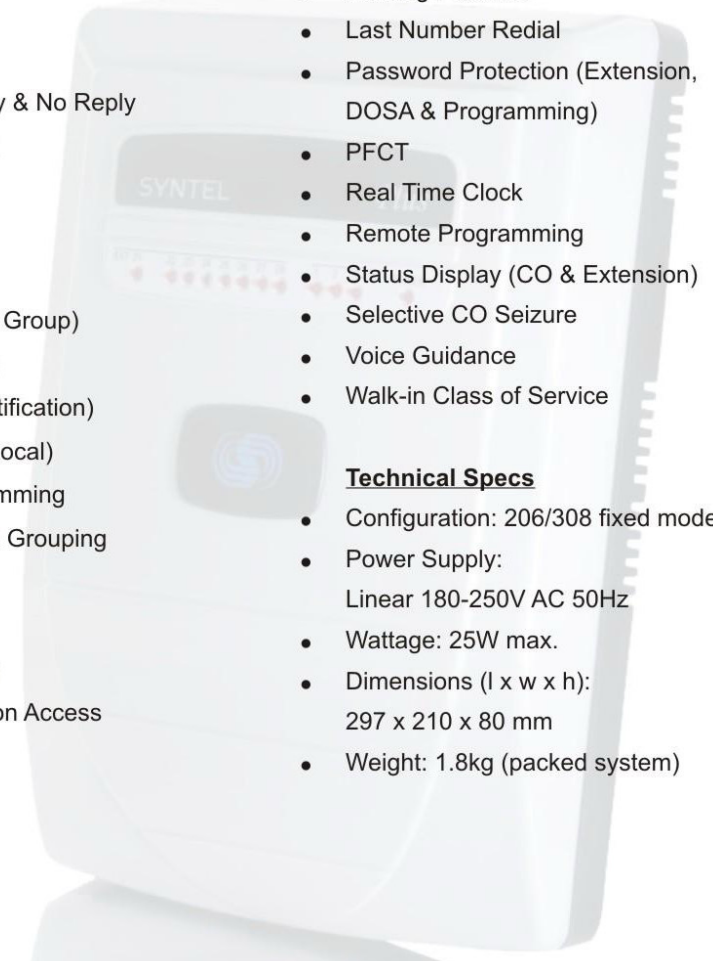 y & No Reply
Group)
tification)
ocal)
mming
Grouping
on Access
• Last Number Redial
• Password Protection (Extension,
DOSA & Programming)
• PFCT
• Real Time Clock
• Remote Programming
• Status Display (CO & Extension)
• Selective CO Seizure
• Voice Guidance
• Walk-in Class of Service
Technical Specs
• Configuration: 206/308 fixed mode
• Power Supply:
Linear 180-250V AC 50Hz
• Wattage: 25W max.
• Dimensions (l x w x h):
297 x 210 x 80 mm
• Weight: 1.8kg (packed system)
SYNTEL